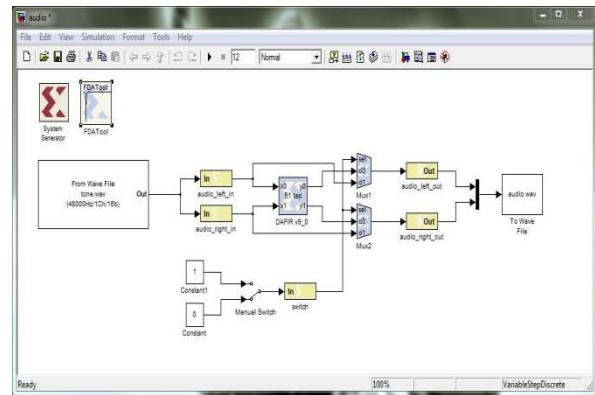 audio *
File Edit View Simulation Format Tools Help
12 Normal
FDATool
System
Generator
FDATool
From Wave File
tone.wav
(48000Hz/1Ch/16b)
Out
In
audio_left_in
In
audio_right_in
x0 y0
61 tap
x1 y1
DAFIR v9_0
sel
d0
d1
Mux1
sel
d0
d1
Mux2
Out
audio_left_out
Out
audio_right_out
audio.wav
To Wave
File
1
Constant1
0
Constant
Manual Switch
In
switch
Ready 100% VariableStepDiscrete